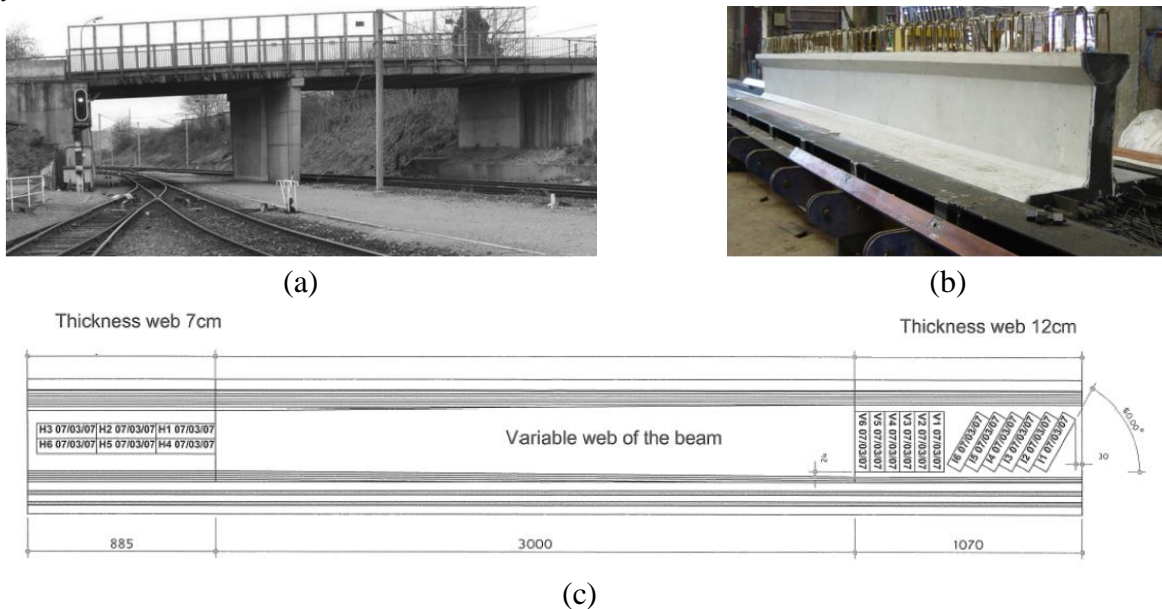 (a)
(b)
Thickness web 7cm
Thickness web 12cm
H3 07/03/07 H2 07/03/07 H1 07/03/07
H6 07/03/07 H5 07/03/07 H4 07/03/07
Variable web of the beam
V6 07/03/07
V5 07/03/07
V4 07/03/07
V3 07/03/07
V2 07/03/07
V1 07/03/07
I6 07/03/07
I5 07/03/07
I4 07/03/07
I3 07/03/07
I2 07/03/07
I1 07/03/07
60.00°
885
3000
1070
(c)